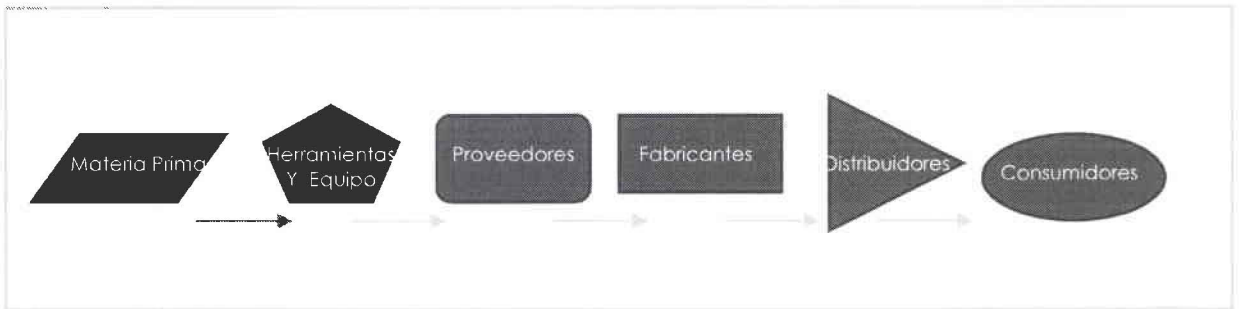 Materia Prima
Herramientas
Y Equipo
Proveedores
Fabricantes
Distribuidores
Consumidores